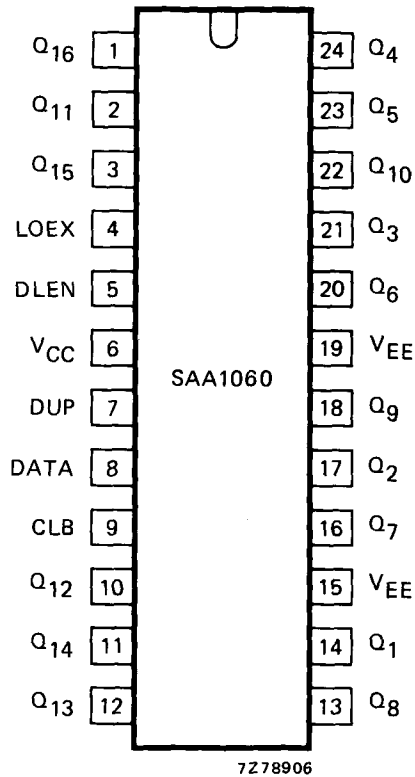 Q16 1 24 Q4
Q11 2 23 Q5
Q15 3 22 Q10
LOEX 4 21 Q3
DLEN 5 20 Q6
VCC 6 19 VEE
SAA1060
DUP 7 18 Q9
DATA 8 17 Q2
CLB 9 16 Q7
Q12 10 15 VEE
Q14 11 14 Q1
Q13 12 13 Q8
7Z78906